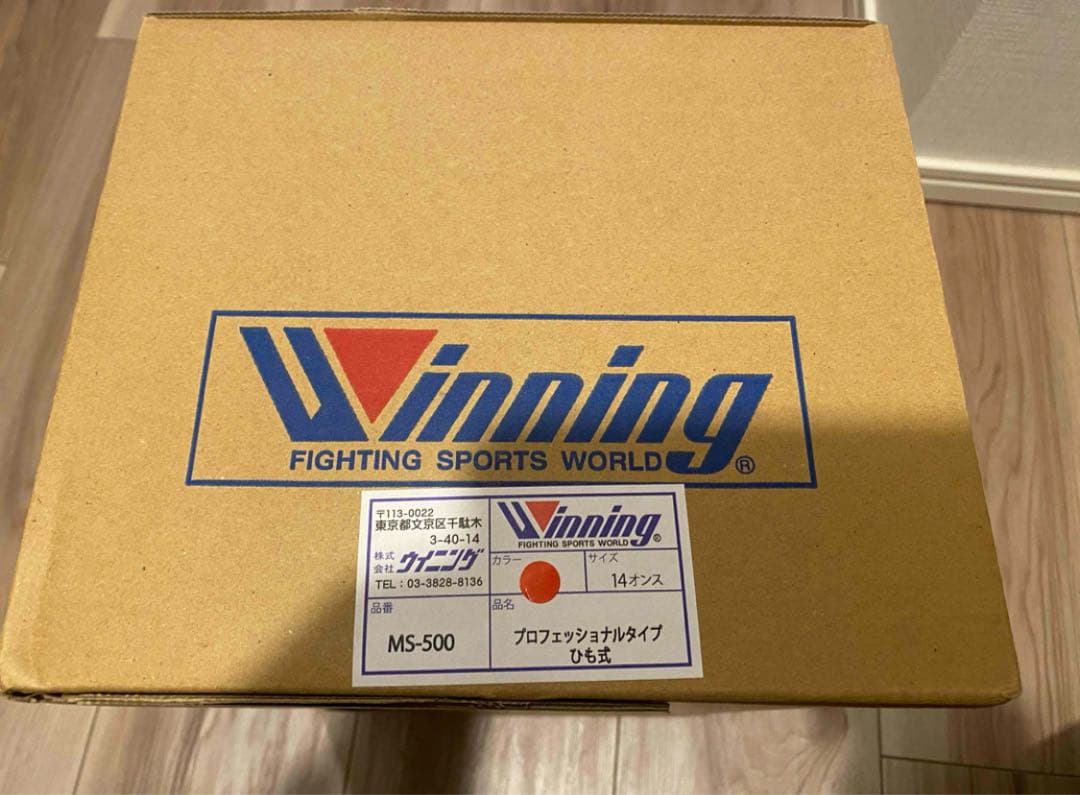 Winning
FIGHTING SPORTS WORLD ®
〒113-0022
東京都文京区千駄木
3-40-14
株式会社 ウイニング
TEL：03-3828-8136
Winning
FIGHTING SPORTS WORLD ®
カラー
サイズ
14オンス
品番
MS-500
品名
プロフェッショナルタイプ
ひも式